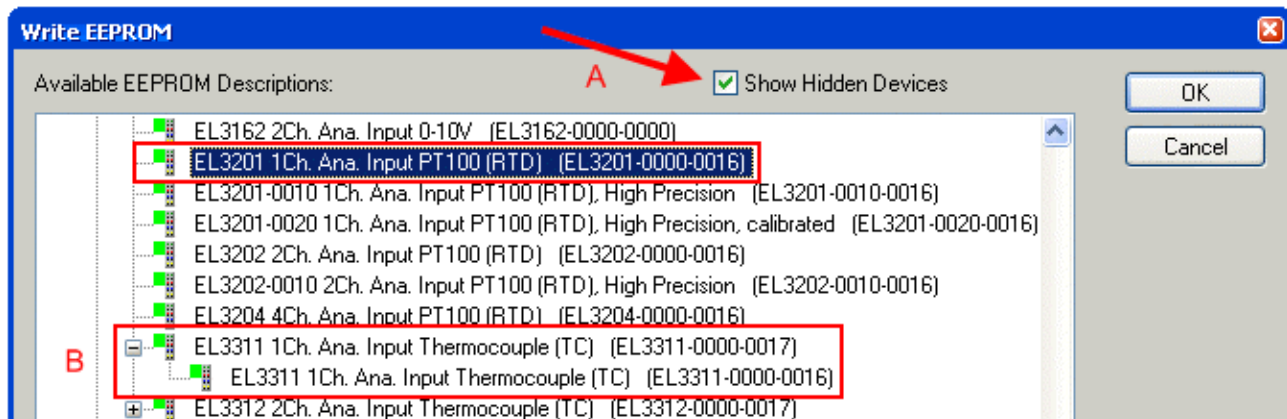 Write EEPROM
Available EEPROM Descriptions:
A
Show Hidden Devices
OK
Cancel
EL3162 2Ch. Ana. Input 0-10V (EL3162-0000-0000)
EL3201 1Ch. Ana. Input PT100 (RTD) (EL3201-0000-0016)
EL3201-0010 1Ch. Ana. Input PT100 (RTD), High Precision (EL3201-0010-0016)
EL3201-0020 1Ch. Ana. Input PT100 (RTD), High Precision, calibrated (EL3201-0020-0016)
EL3202 2Ch. Ana. Input PT100 (RTD) (EL3202-0000-0016)
EL3202-0010 2Ch. Ana. Input PT100 (RTD), High Precision (EL3202-0010-0016)
EL3204 4Ch. Ana. Input PT100 (RTD) (EL3204-0000-0016)
B
EL3311 1Ch. Ana. Input Thermocouple (TC) (EL3311-0000-0017)
EL3311 1Ch. Ana. Input Thermocouple (TC) (EL3311-0000-0016)
EL3312 2Ch. Ana. Input Thermocouple (TC) (EL3312-0000-0017)